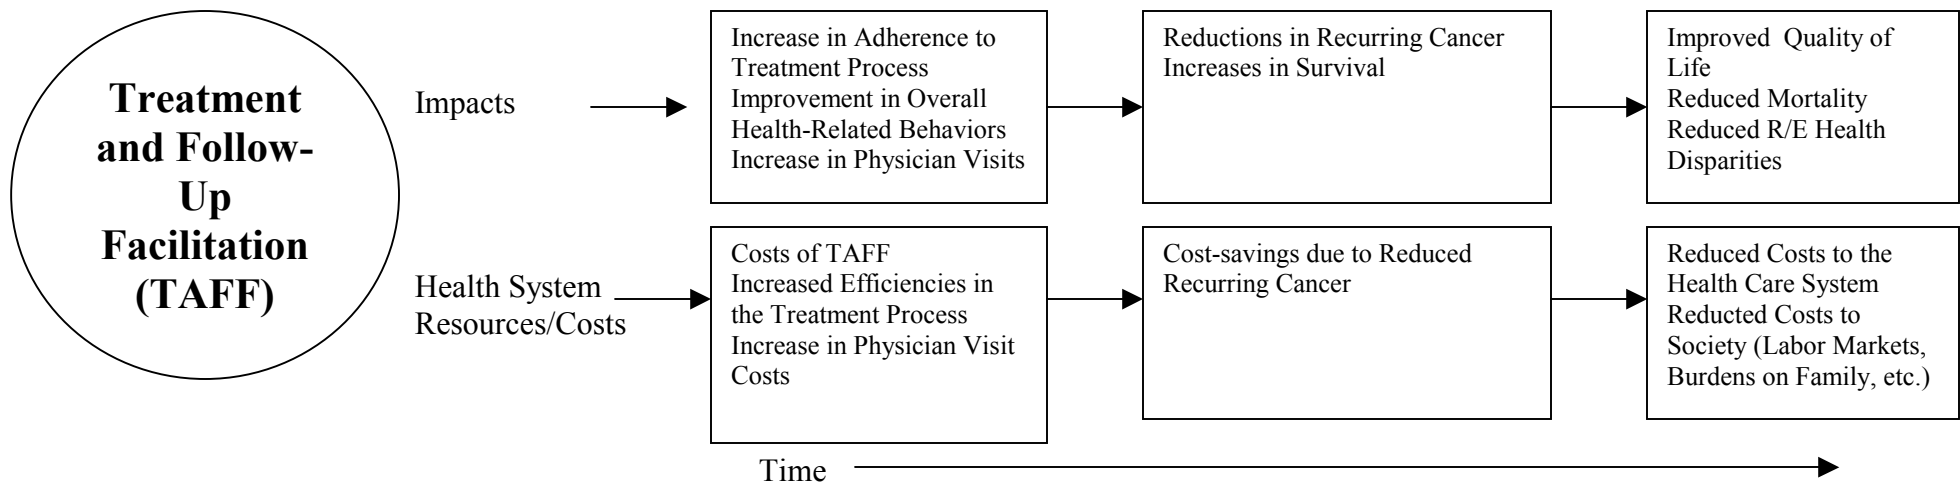 Treatment
and Follow-
Up
Facilitation
(TAFF)
Impacts
Increase in Adherence to
Treatment Process
Improvement in Overall
Health-Related Behaviors
Increase in Physician Visits
Reductions in Recurring Cancer
Increases in Survival
Improved  Quality of
Life
Reduced Mortality
Reduced R/E Health
Disparities
Health System
Resources/Costs
Costs of TAFF
Increased Efficiencies in
the Treatment Process
Increase in Physician Visit
Costs
Cost-savings due to Reduced
Recurring Cancer
Reduced Costs to the
Health Care System
Reducted Costs to
Society (Labor Markets,
Burdens on Family, etc.)
Time